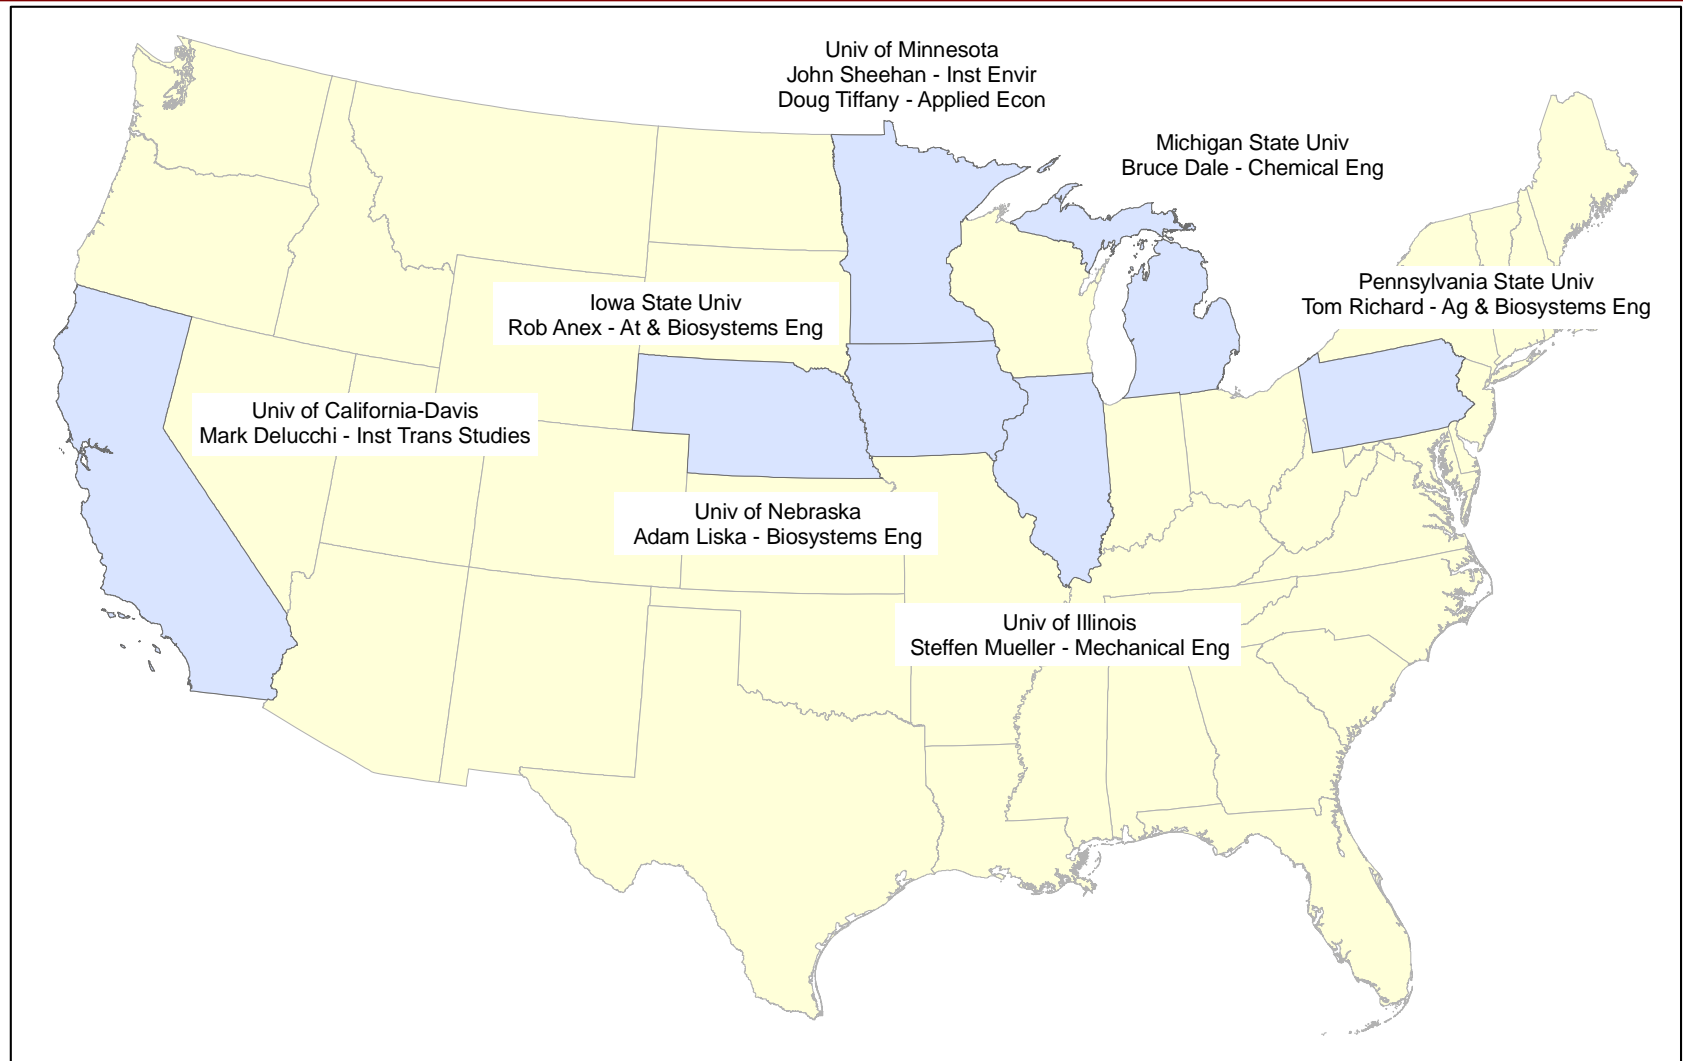 Univ of Minnesota
John Sheehan - Inst Envir
Doug Tiffany - Applied Econ
Michigan State Univ
Bruce Dale - Chemical Eng
Pennsylvania State Univ
Tom Richard - Ag & Biosystems Eng
Iowa State Univ
Rob Anex - At & Biosystems Eng
Univ of California-Davis
Mark Delucchi - Inst Trans Studies
Univ of Nebraska
Adam Liska - Biosystems Eng
Univ of Illinois
Steffen Mueller - Mechanical Eng